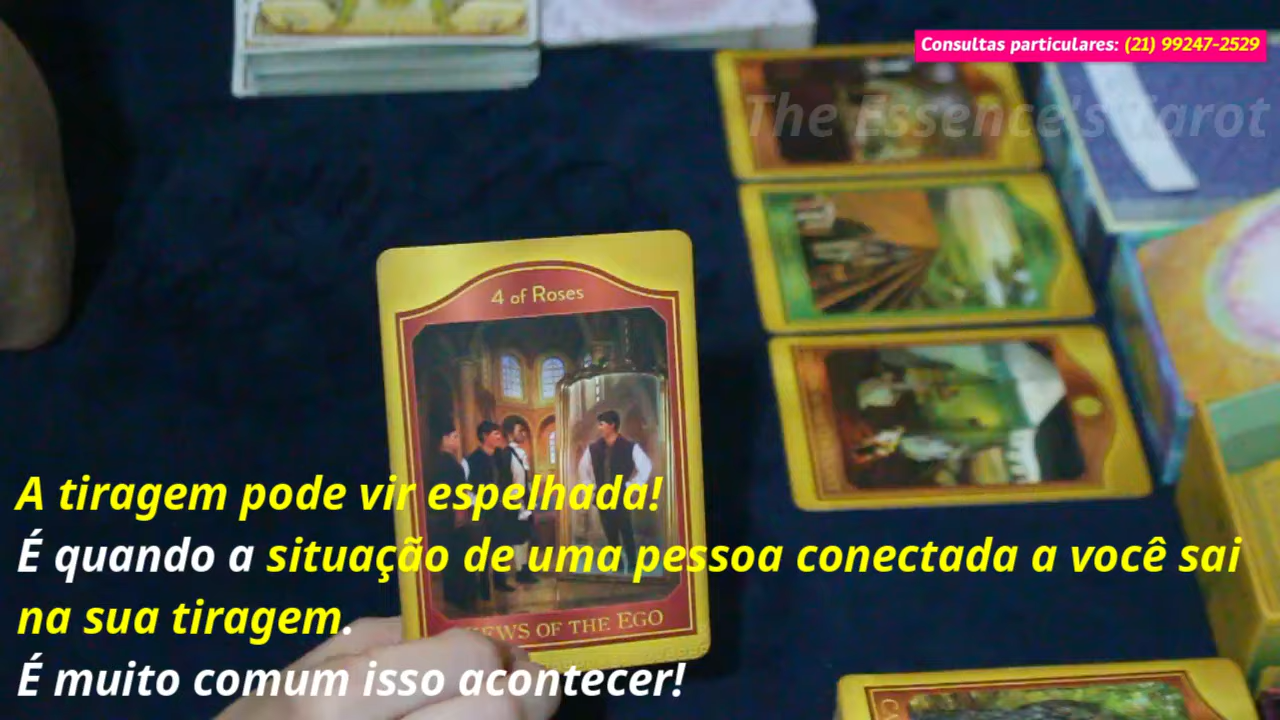 Consultas particulares: (21) 99247-2529
The Essence's Tarot
4 of Roses
A tiragem pode vir espelhada!
É quando a situação de uma pessoa conectada a você sai
na sua tiragem.
OF THE EGO
É muito comum isso acontecer!